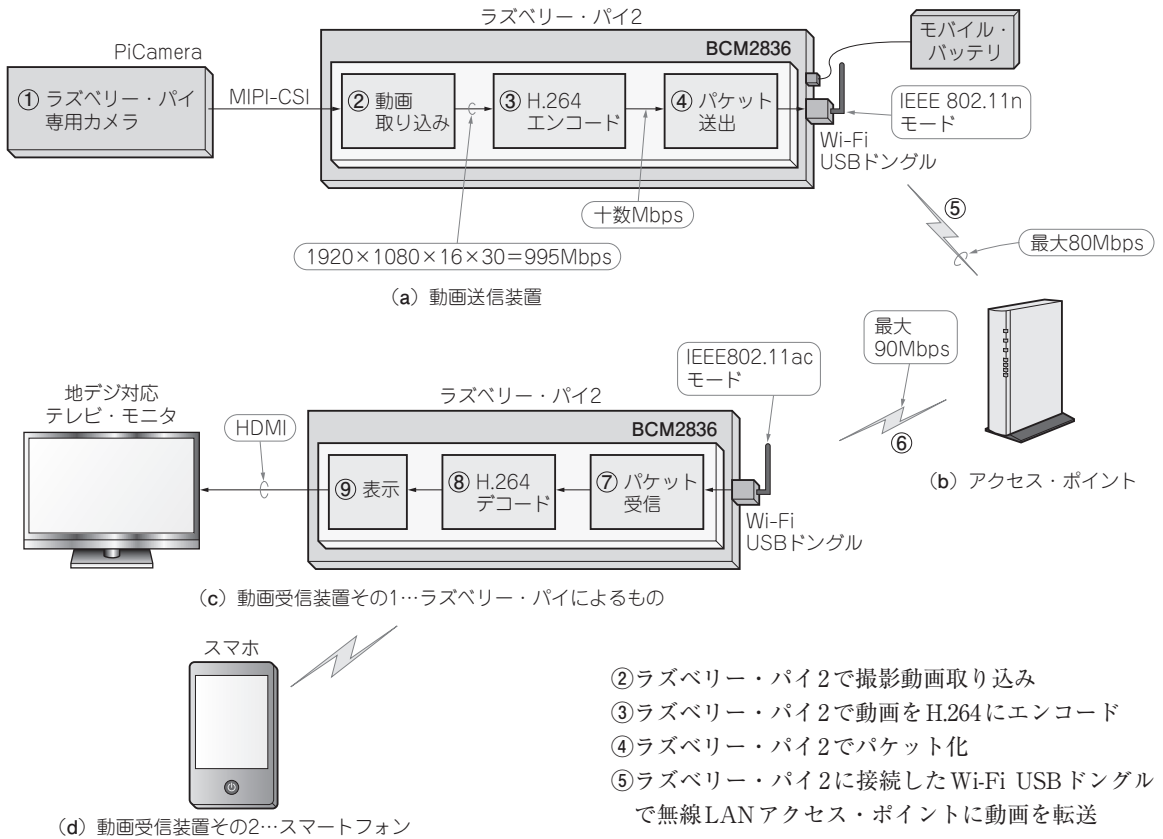 ラズベリー・パイ2
PiCamera
BCM2836
モバイル・
バッテリ
① ラズベリー・パイ
専用カメラ
MIPI-CSI
② 動画
取り込み
③ H.264
エンコード
④ パケット
送出
IEEE 802.11n
モード
Wi-Fi
USBドングル
十数Mbps
1920×1080×16×30=995Mbps
⑤
最大80Mbps
(a) 動画送信装置
最大
90Mbps
IEEE802.11ac
モード
地デジ対応
テレビ・モニタ
HDMI
ラズベリー・パイ2
BCM2836
⑥
⑨ 表示
⑧ H.264
デコード
⑦ パケット
受信
(b) アクセス・ポイント
Wi-Fi
USBドングル
(c) 動画受信装置その1…ラズベリー・パイによるもの
スマホ
(d) 動画受信装置その2…スマートフォン
②ラズベリー・パイ2で撮影動画取り込み
③ラズベリー・パイ2で動画をH.264にエンコード
④ラズベリー・パイ2でパケット化
⑤ラズベリー・パイ2に接続したWi-Fi USBドングル
で無線LANアクセス・ポイントに動画を転送